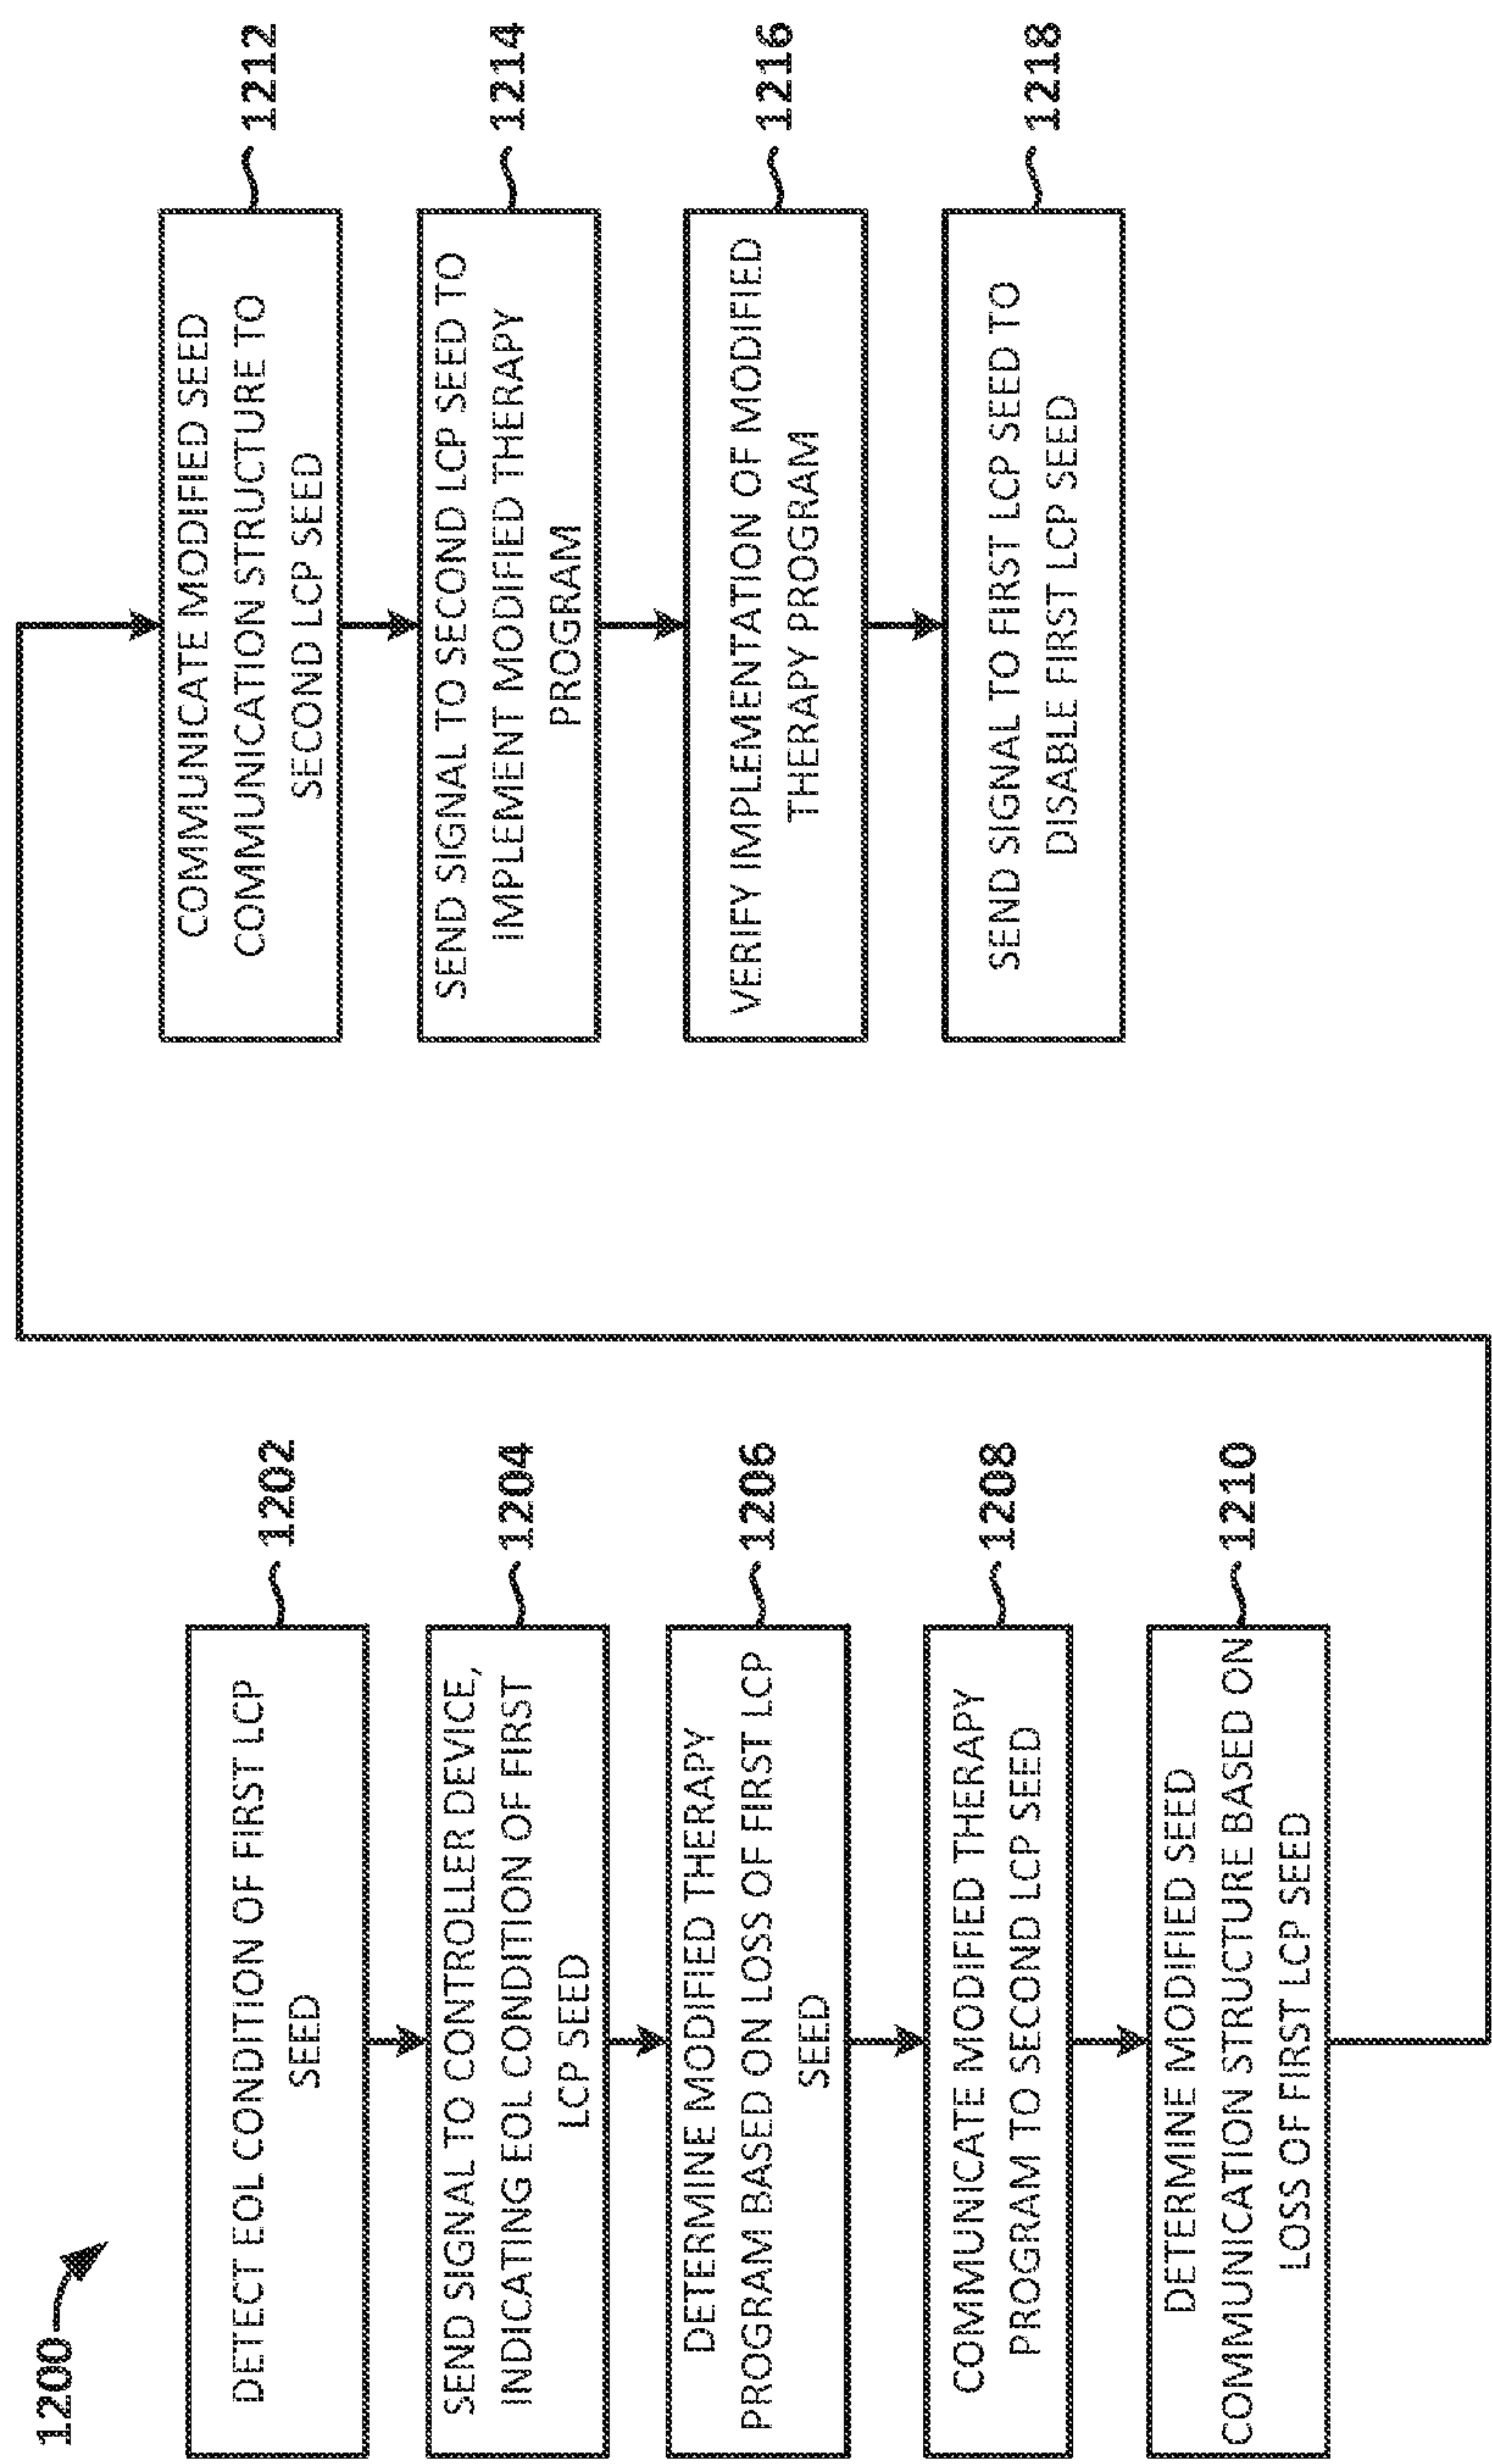 1200
DETECT EOL CONDITION OF FIRST LCP
SEED
1202
SEND SIGNAL TO CONTROLLER DEVICE,
INDICATING EOL CONDITION OF FIRST
LCP SEED
1204
DETERMINE MODIFIED THERAPY
PROGRAM BASED ON LOSS OF FIRST LCP
SEED
1206
COMMUNICATE MODIFIED THERAPY
PROGRAM TO SECOND LCP SEED
1208
DETERMINE MODIFIED SEED
COMMUNICATION STRUCTURE BASED ON
LOSS OF FIRST LCP SEED
1210
COMMUNICATE MODIFIED SEED
COMMUNICATION STRUCTURE TO
SECOND LCP SEED
1212
SEND SIGNAL TO SECOND LCP SEED TO
IMPLEMENT MODIFIED THERAPY
PROGRAM
1214
VERIFY IMPLEMENTATION OF MODIFIED
THERAPY PROGRAM
1216
SEND SIGNAL TO FIRST LCP SEED TO
DISABLE FIRST LCP SEED
1218